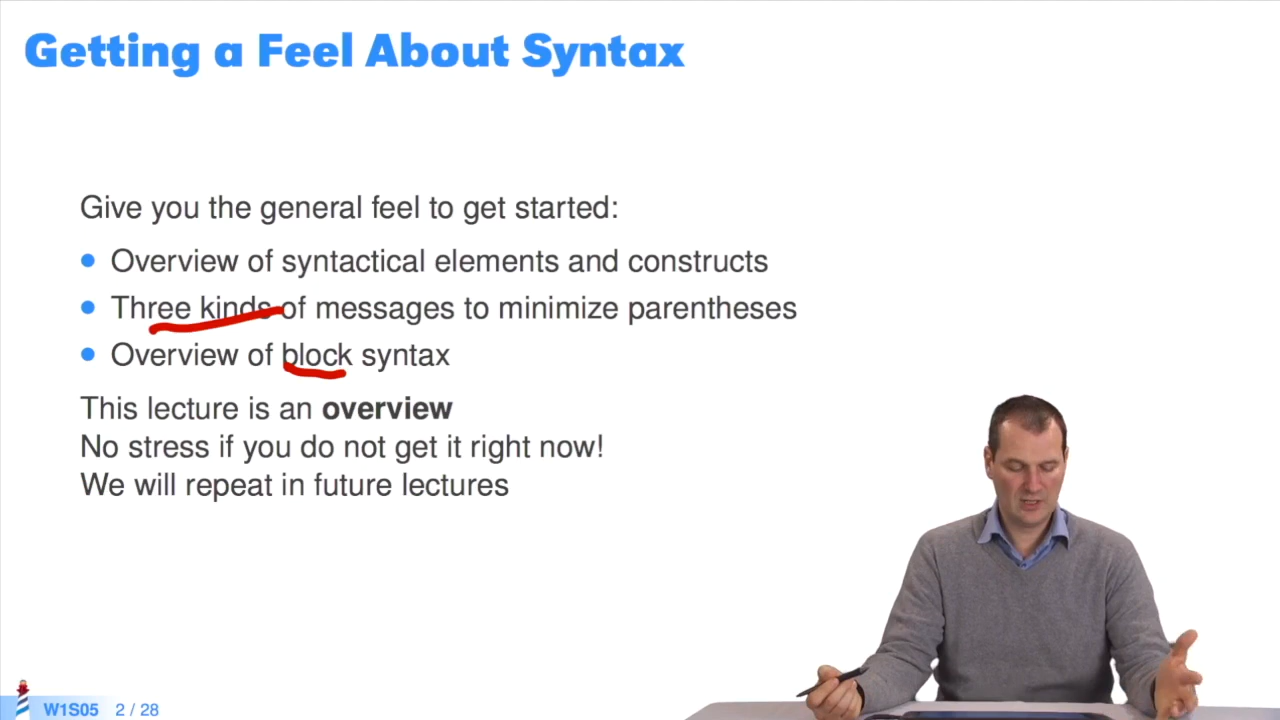 Getting a Feel About Syntax
Give you the general feel to get started:
• Overview of syntactical elements and constructs
• Three kinds of messages to minimize parentheses
• Overview of block syntax
This lecture is an overview
No stress if you do not get it right now!
We will repeat in future lectures
W1S05 2 / 28